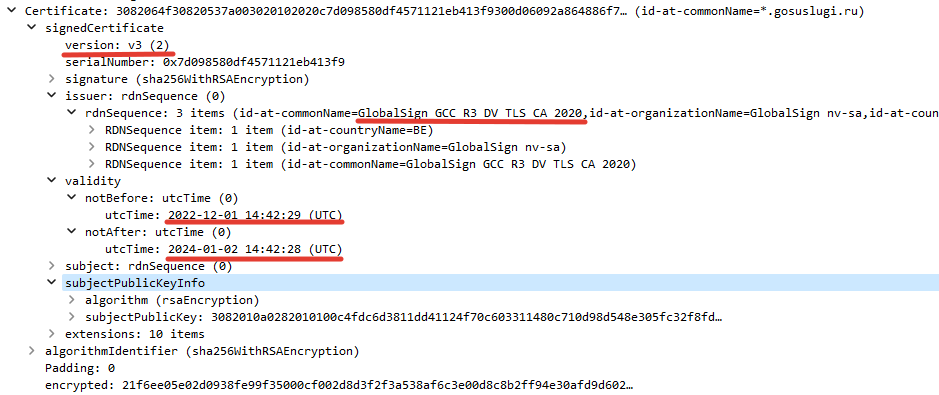 Certificate: 3082064f30820537a003020102020c7d098580df4571121eb413f9300d06092a864886f7… (id-at-commonName=*.gosuslugi.ru)
signedCertificate
version: v3 (2)
serialNumber: 0x7d098580df4571121eb413f9
signature (sha256WithRSAEncryption)
issuer: rdnSequence (0)
rdnSequence: 3 items (id-at-commonName=GlobalSign GCC R3 DV TLS CA 2020,id-at-organizationName=GlobalSign nv-sa,id-at-coun
RDNSequence item: 1 item (id-at-countryName=BE)
RDNSequence item: 1 item (id-at-organizationName=GlobalSign nv-sa)
RDNSequence item: 1 item (id-at-commonName=GlobalSign GCC R3 DV TLS CA 2020)
validity
notBefore: utcTime (0)
utcTime: 2022-12-01 14:42:29 (UTC)
notAfter: utcTime (0)
utcTime: 2024-01-02 14:42:28 (UTC)
subject: rdnSequence (0)
subjectPublicKeyInfo
algorithm (rsaEncryption)
subjectPublicKey: 3082010a0282010100c4fdc6d3811dd41124f70c603311480c710d98d548e305fc32f8fd…
extensions: 10 items
algorithmIdentifier (sha256WithRSAEncryption)
Padding: 0
encrypted: 21f6ee05e02d0938fe99f35000cf002d8d3f2f3a538af6c3e00d8c8b2ff94e30afd9d602…